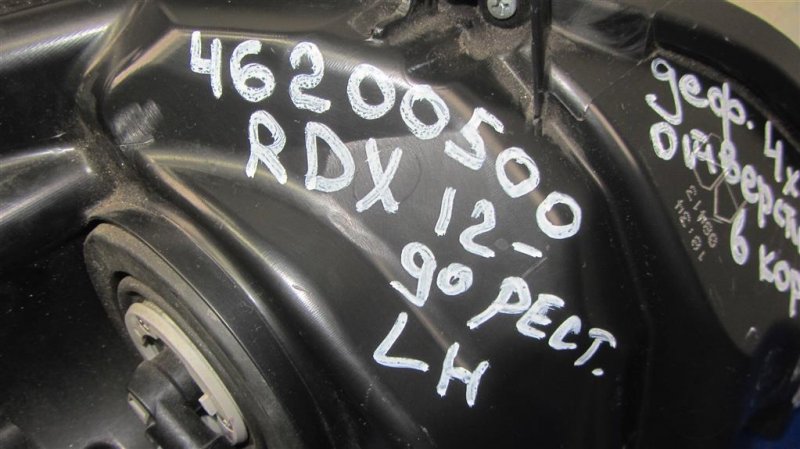 46200500
RDX 12-
до РЕСТ.
LH
деф. 4х
отверсти
в кор